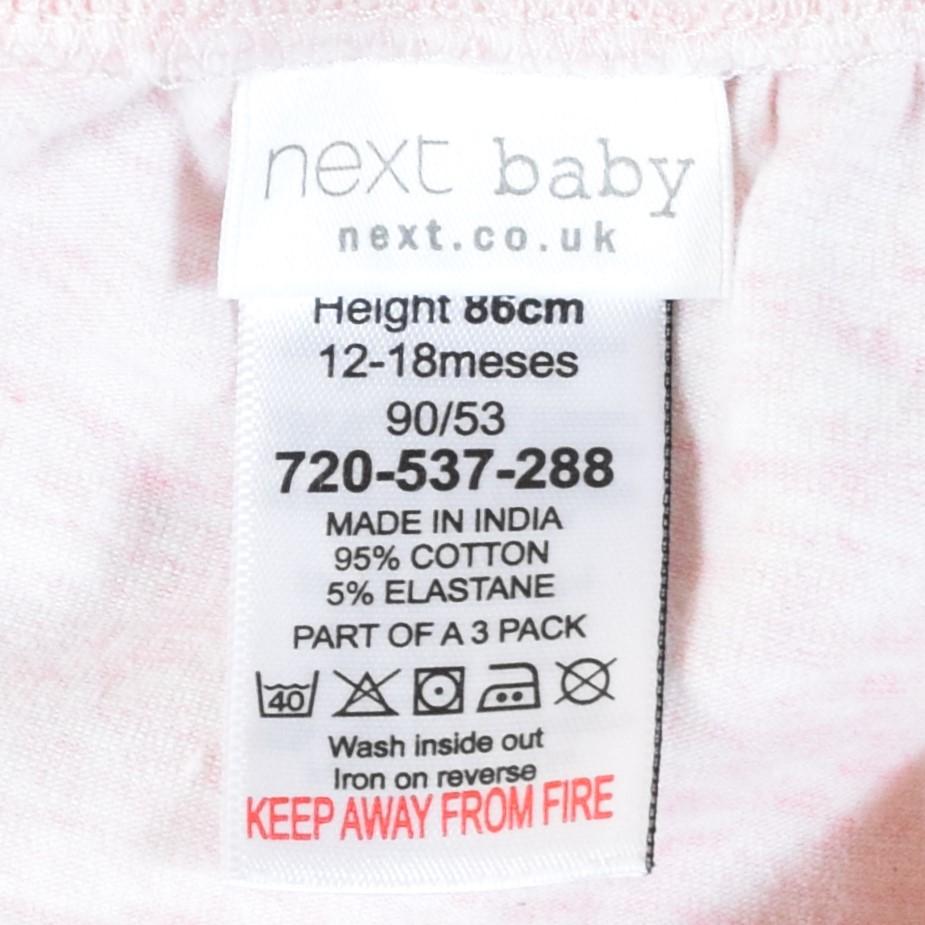 next baby
next.co.uk
Height 86cm
12-18meses
90/53
720-537-288
MADE IN INDIA
95% COTTON
5% ELASTANE
PART OF A 3 PACK
40
Wash inside out
Iron on reverse
KEEP AWAY FROM FIRE